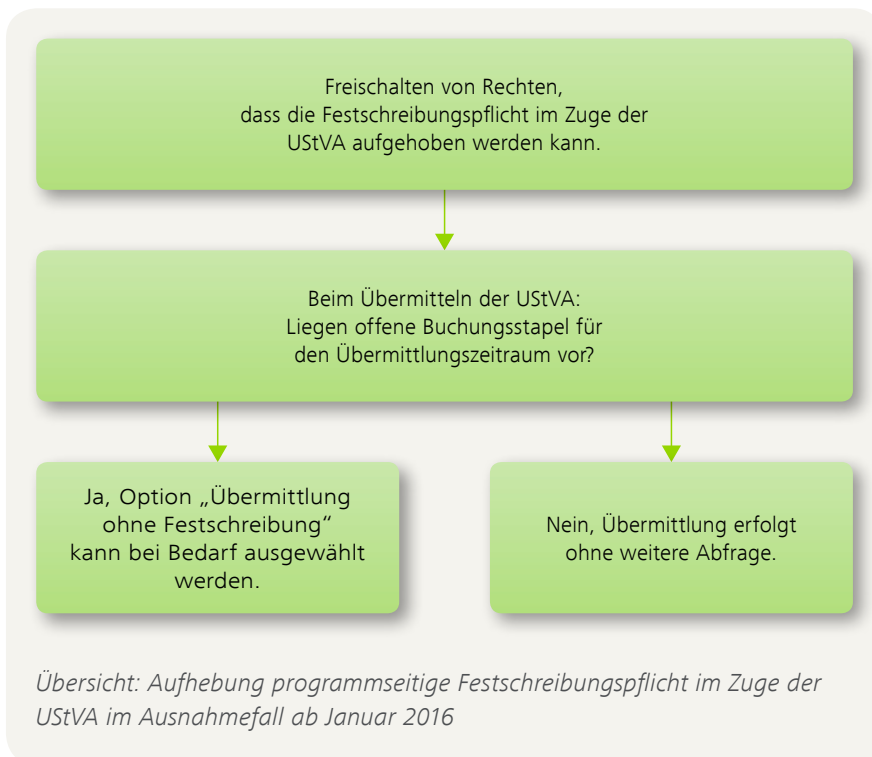 Freischalten von Rechten,
dass die Festschreibungspflicht im Zuge der
UStVA aufgehoben werden kann.
Beim Übermitteln der UStVA:
Liegen offene Buchungsstapel für
den Übermittlungszeitraum vor?
Ja, Option „Übermittlung
ohne Festschreibung“
kann bei Bedarf ausgewählt
werden.
Nein, Übermittlung erfolgt
ohne weitere Abfrage.
Übersicht: Aufhebung programmseitige Festschreibungspflicht im Zuge der
UStVA im Ausnahmefall ab Januar 2016